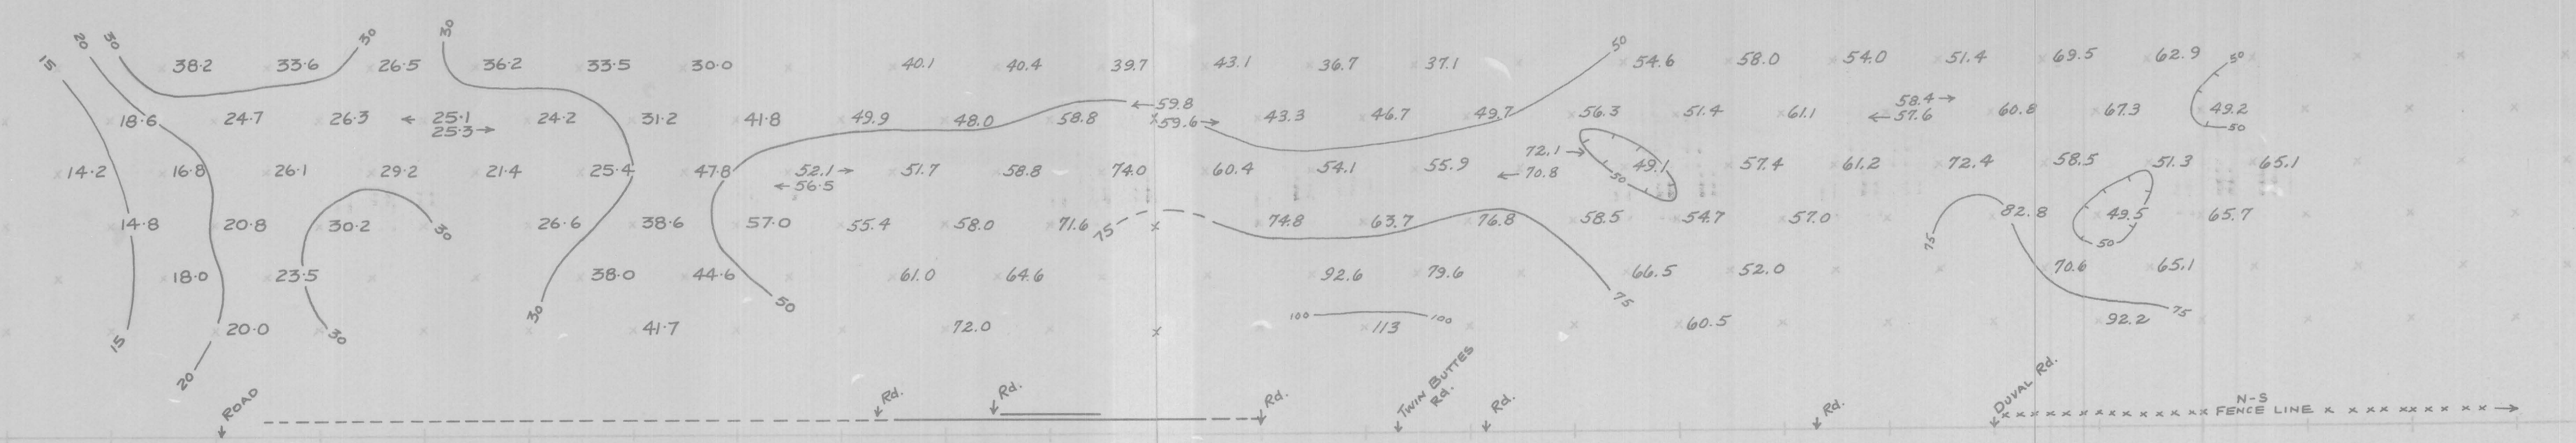 15 20 30 30 30 50 50
38.2 33.6 26.5 36.2 33.5 30.0 40.1 40.4 39.7 43.1 36.7 37.1 54.6 58.0 54.0 51.4 69.5 62.9
18.6 24.7 26.3 ← 25.1 24.2 31.2 41.8 49.9 48.0 58.8 ←59.8 43.3 46.7 49.7 56.3 51.4 61.1 58.4→ 60.8 67.3 49.2
25.3→ 59.6→ ←57.6 50
14.2 16.8 26.1 29.2 21.4 25.4 47.8 52.1→ 51.7 58.8 74.0 60.4 54.1 55.9 72.1→ 49.1 57.4 61.2 72.4 58.5 51.3 65.1
←56.5 ←70.8 50
14.8 20.8 30.2 30 26.6 38.6 57.0 55.4 58.0 71.6 75 74.8 63.7 76.8 58.5 54.7 57.0 75 82.8 49.5 65.7
50
18.0 23.5 38.0 44.6 61.0 64.6 92.6 79.6 66.5 52.0 70.6 65.1
30 50 75 75
100 100
15 20.0 30 41.7 72.0 113 60.5 92.2
20
ROAD Rd. Rd. Rd. TWIN BUTTES Rd. Rd. Rd. DUVAL Rd.
N-S
FENCE LINE